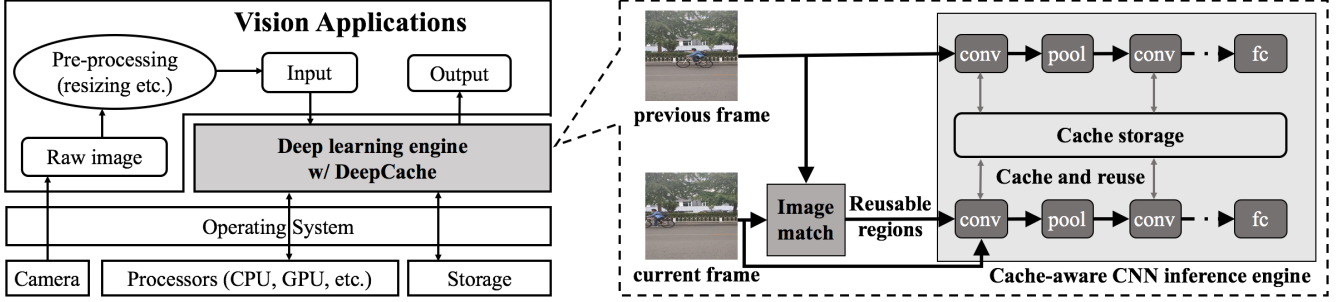 Vision Applications
Pre-processing
(resizing etc.)
Input
Output
Raw image
Deep learning engine
w/ DeepCache
Operating System
Camera
Processors (CPU, GPU, etc.)
Storage
previous frame
conv
pool
conv
fc
Cache storage
Cache and reuse
Image
match
Reusable
regions
conv
pool
conv
fc
current frame
Cache-aware CNN inference engine